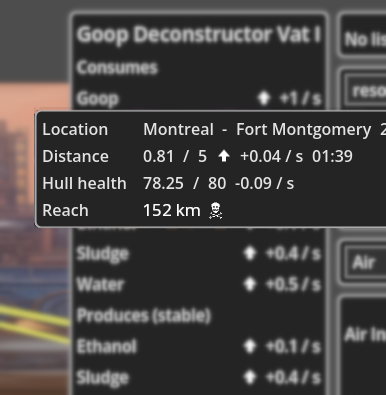 Goop Deconstructor Vat I
No lis
Consumes
reso
Goop +1 / s
Location Montreal - Fort Montgomery 2
Distance 0.81 / 5 +0.04 / s 01:39
Hull health 78.25 / 80 -0.09 / s
Reach 152 km
Sludge +0.4 / s
Air
Water +0.5 / s
Produces (stable)
Air In
Ethanol +0.1 / s
Sludge +0.4 / s